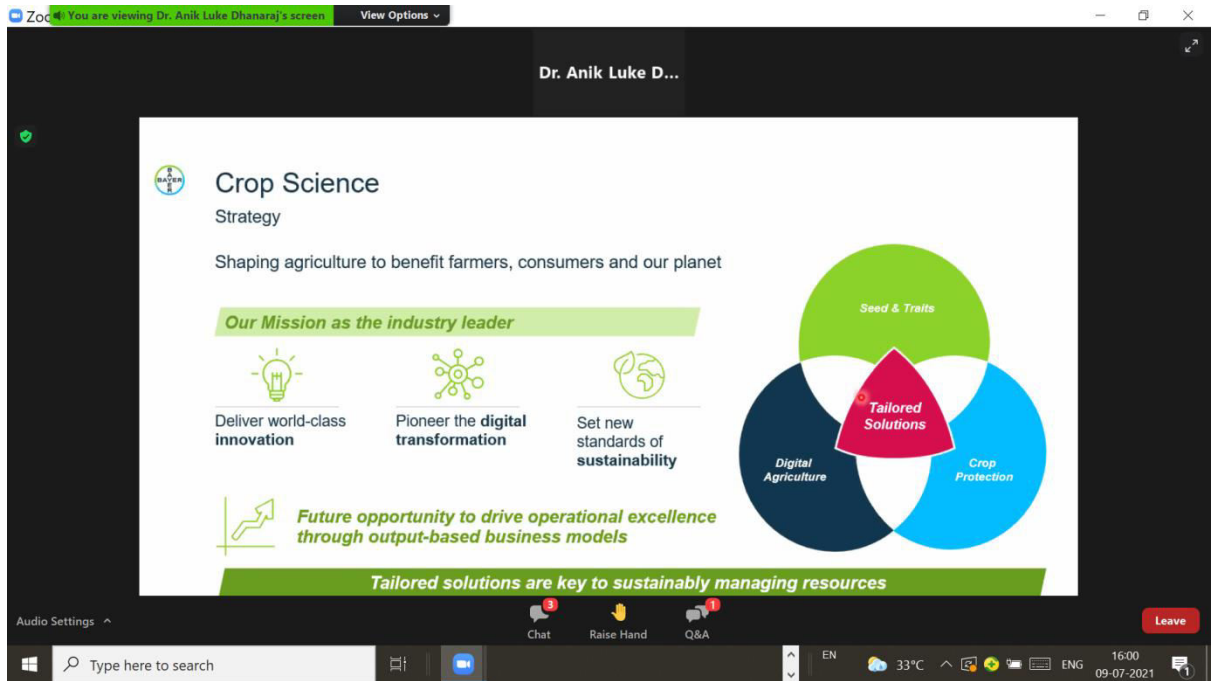 Zoo
You are viewing Dr. Anik Luke Dhanaraj's screen
View Options
Dr. Anik Luke D...
BAYER
BAYER
Crop Science
Strategy
Shaping agriculture to benefit farmers, consumers and our planet
Our Mission as the industry leader
Deliver world-class
innovation
Pioneer the digital
transformation
Set new
standards of
sustainability
Future opportunity to drive operational excellence
through output-based business models
Seed & Traits
Tailored
Solutions
Digital
Agriculture
Crop
Protection
Tailored solutions are key to sustainably managing resources
Audio Settings
3
Chat
Raise Hand
1
Q&A
Leave
Type here to search
EN
33°C
ENG
16:00
09-07-2021
1